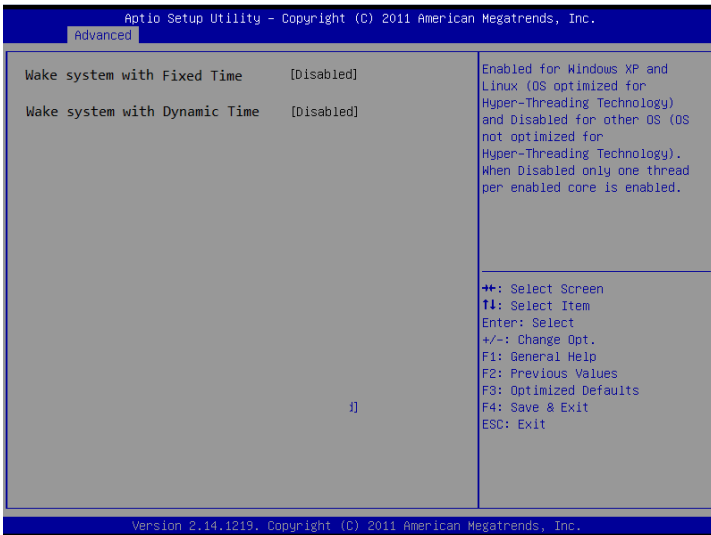 Aptio Setup Utility – Copyright (C) 2011 American Megatrends, Inc.
Advanced
Wake system with Fixed Time [Disabled]
Wake system with Dynamic Time [Disabled]
Enabled for Windows XP and
Linux (OS optimized for
Hyper-Threading Technology)
and Disabled for other OS (OS
not optimized for
Hyper-Threading Technology).
When Disabled only one thread
per enabled core is enabled.
→←: Select Screen
↑↓: Select Item
Enter: Select
+/-: Change Opt.
F1: General Help
F2: Previous Values
F3: Optimized Defaults
F4: Save & Exit
ESC: Exit
Version 2.14.1219. Copyright (C) 2011 American Megatrends, Inc.